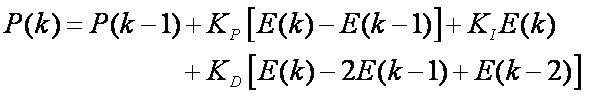 P(k) = P(k−1) + K_P [E(k) − E(k−1)] + K_I E(k)
+ K_D [E(k) − 2E(k−1) + E(k−2)]